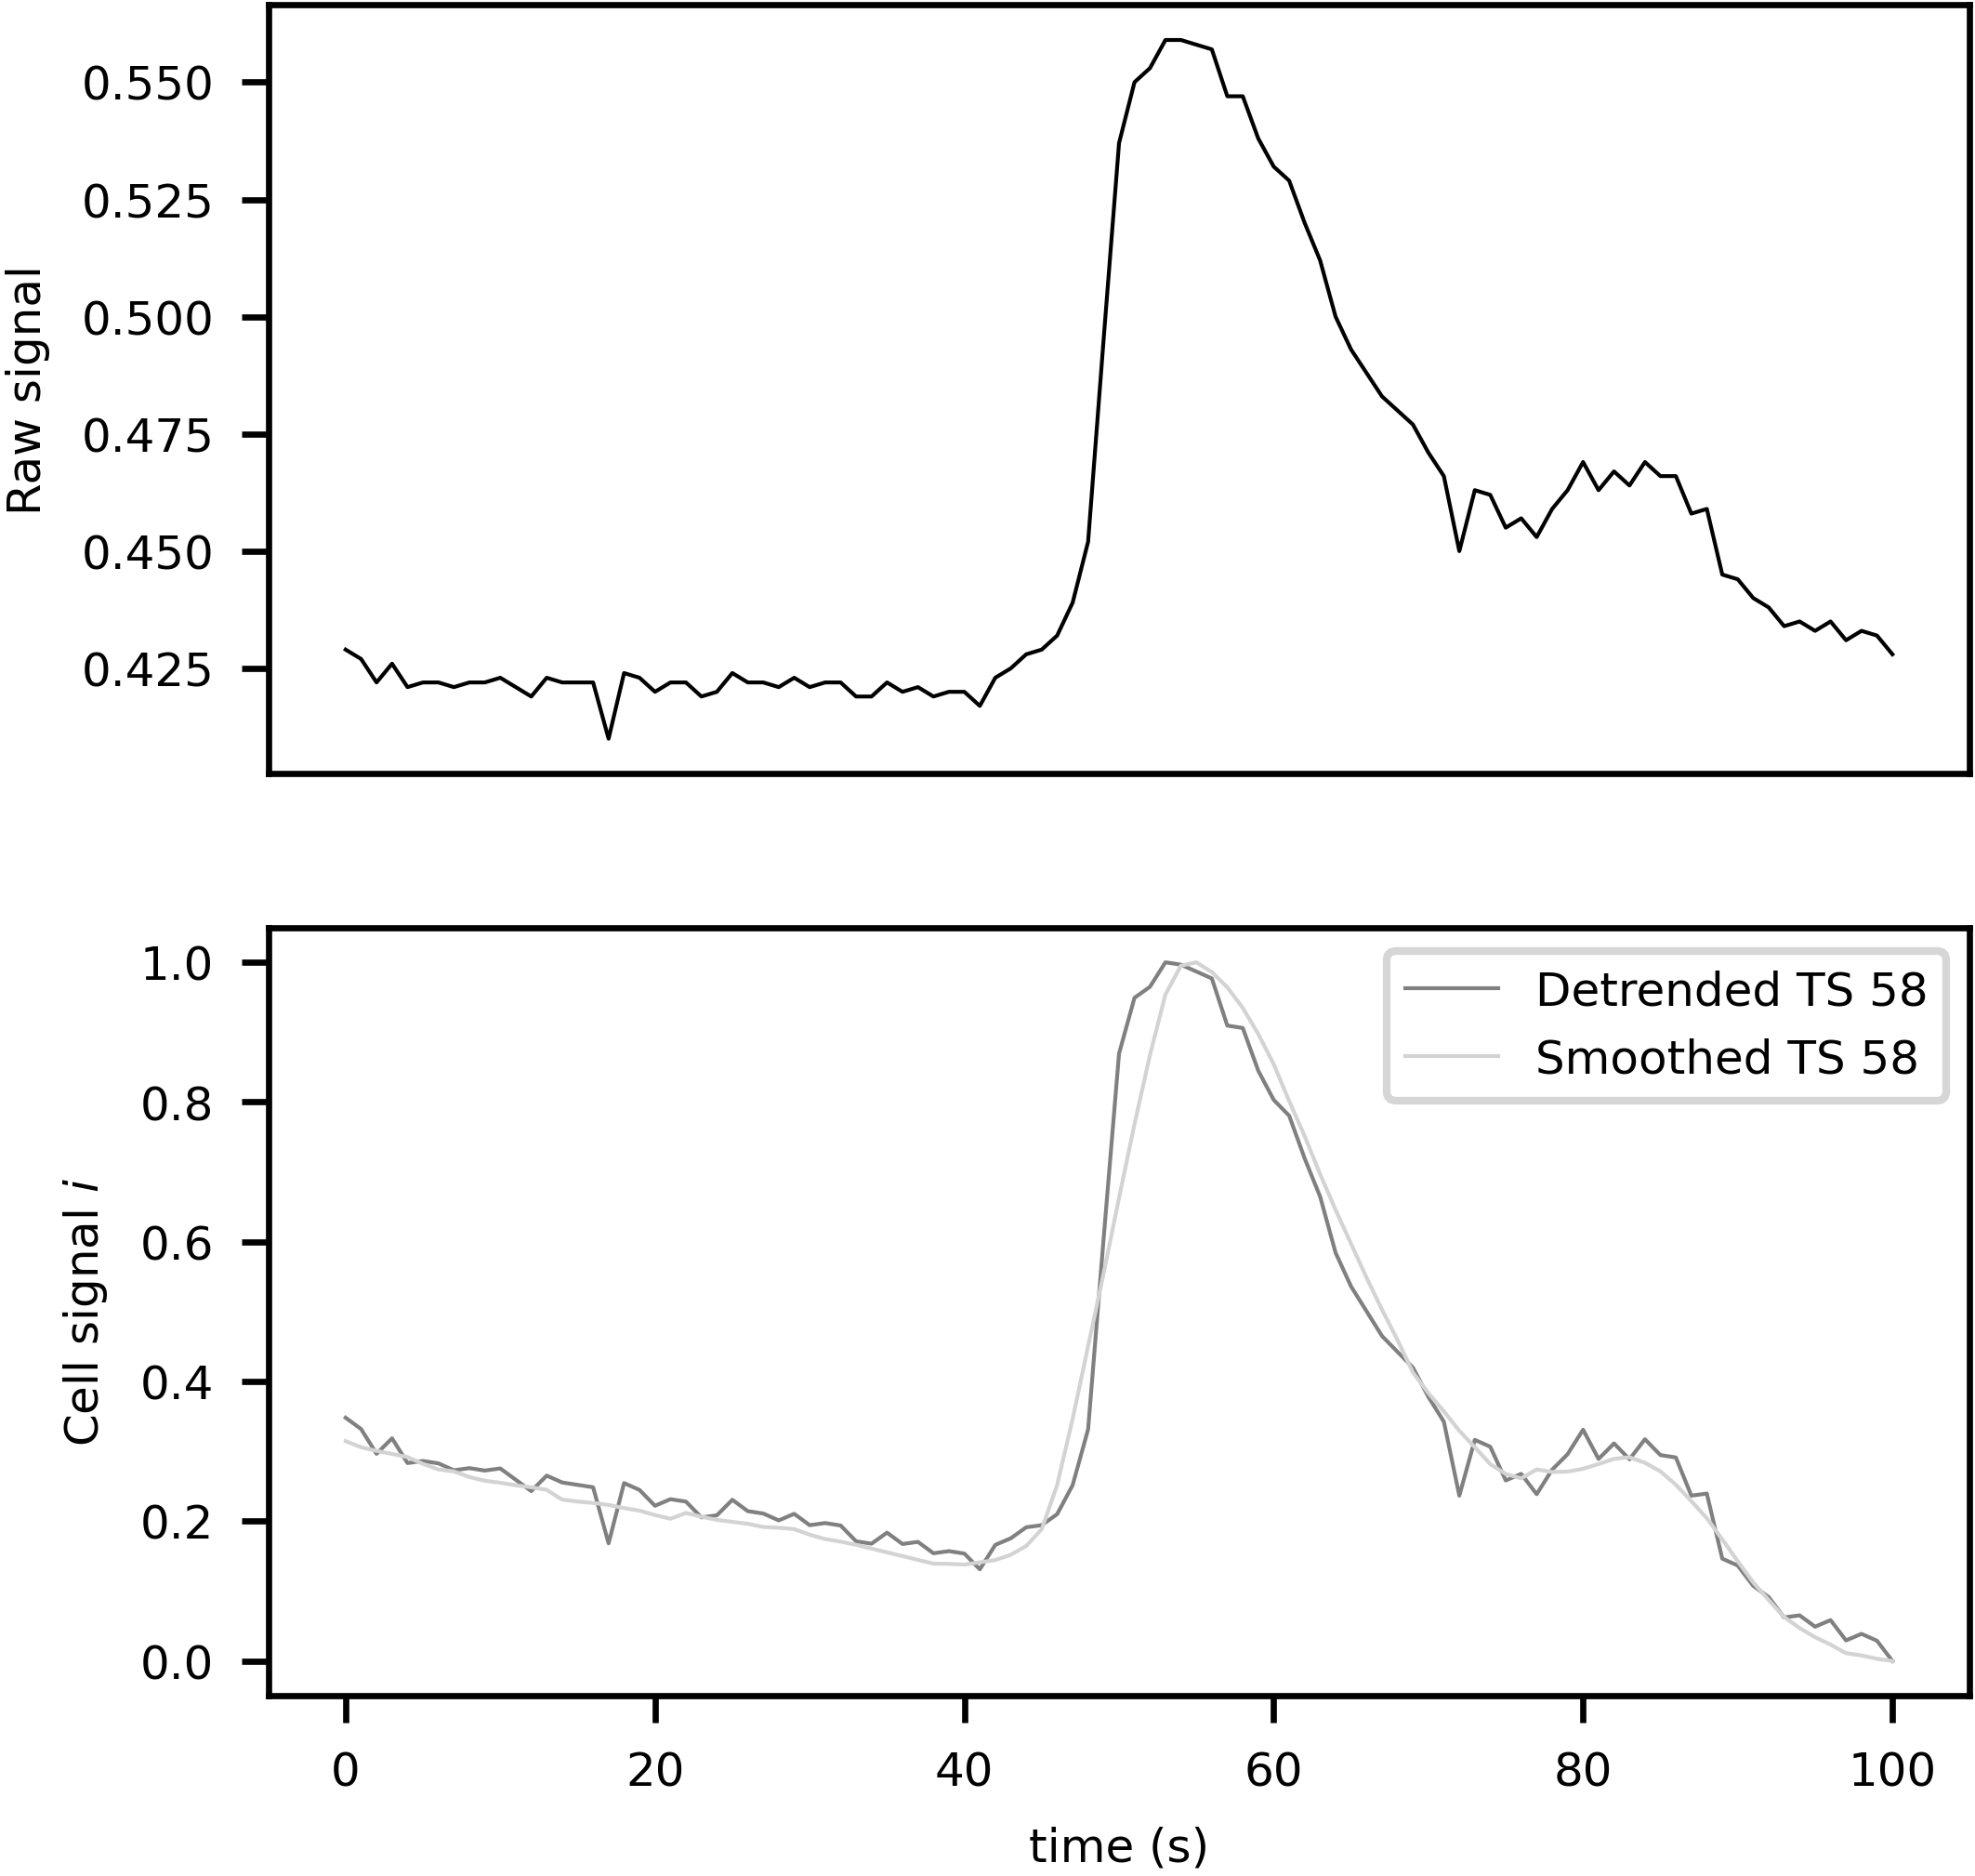 Raw signal
0.550
0.525
0.500
0.475
0.450
0.425
Cell signal i
1.0
0.8
0.6
0.4
0.2
0.0
Detrended TS 58
Smoothed TS 58
0 20 40 60 80 100
time (s)